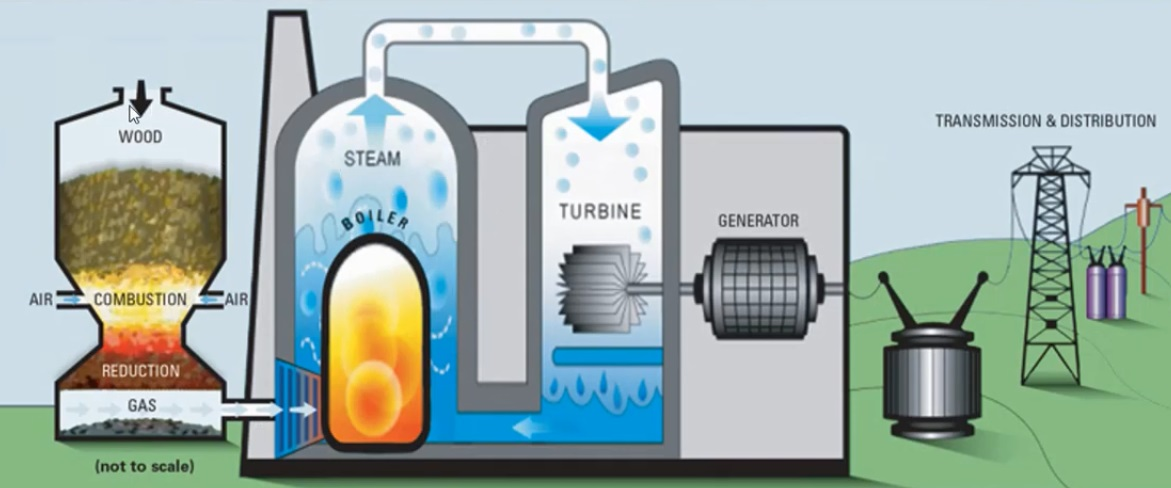 WOOD
AIR
COMBUSTION
AIR
REDUCTION
GAS
(not to scale)
STEAM
BOILER
TURBINE
GENERATOR
TRANSMISSION & DISTRIBUTION